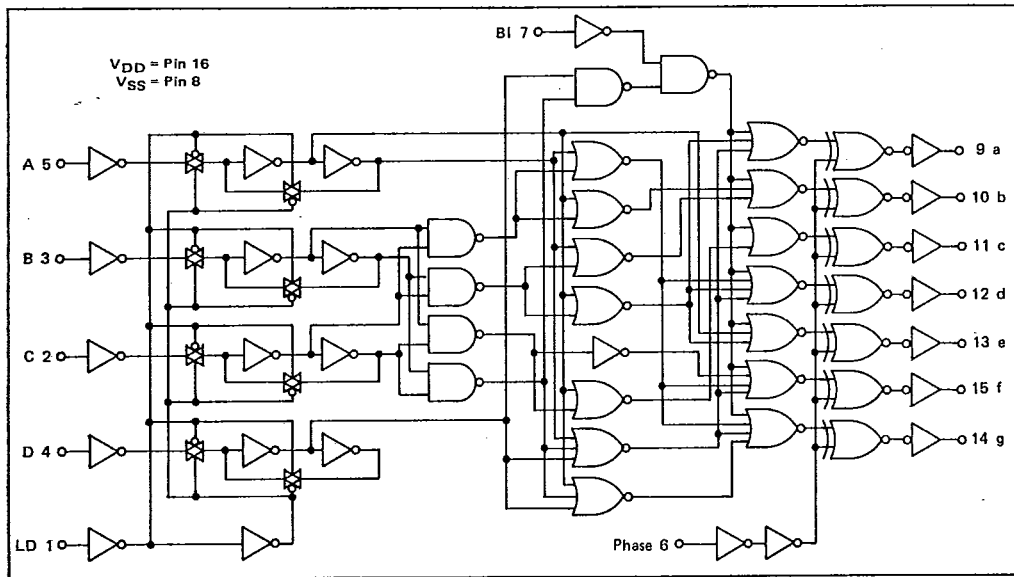 BI 7
VDD = Pin 16
VSS = Pin 8
A 5
9 a
10 b
B 3
11 c
12 d
C 2
13 e
15 f
D 4
14 g
LD 1
Phase 6